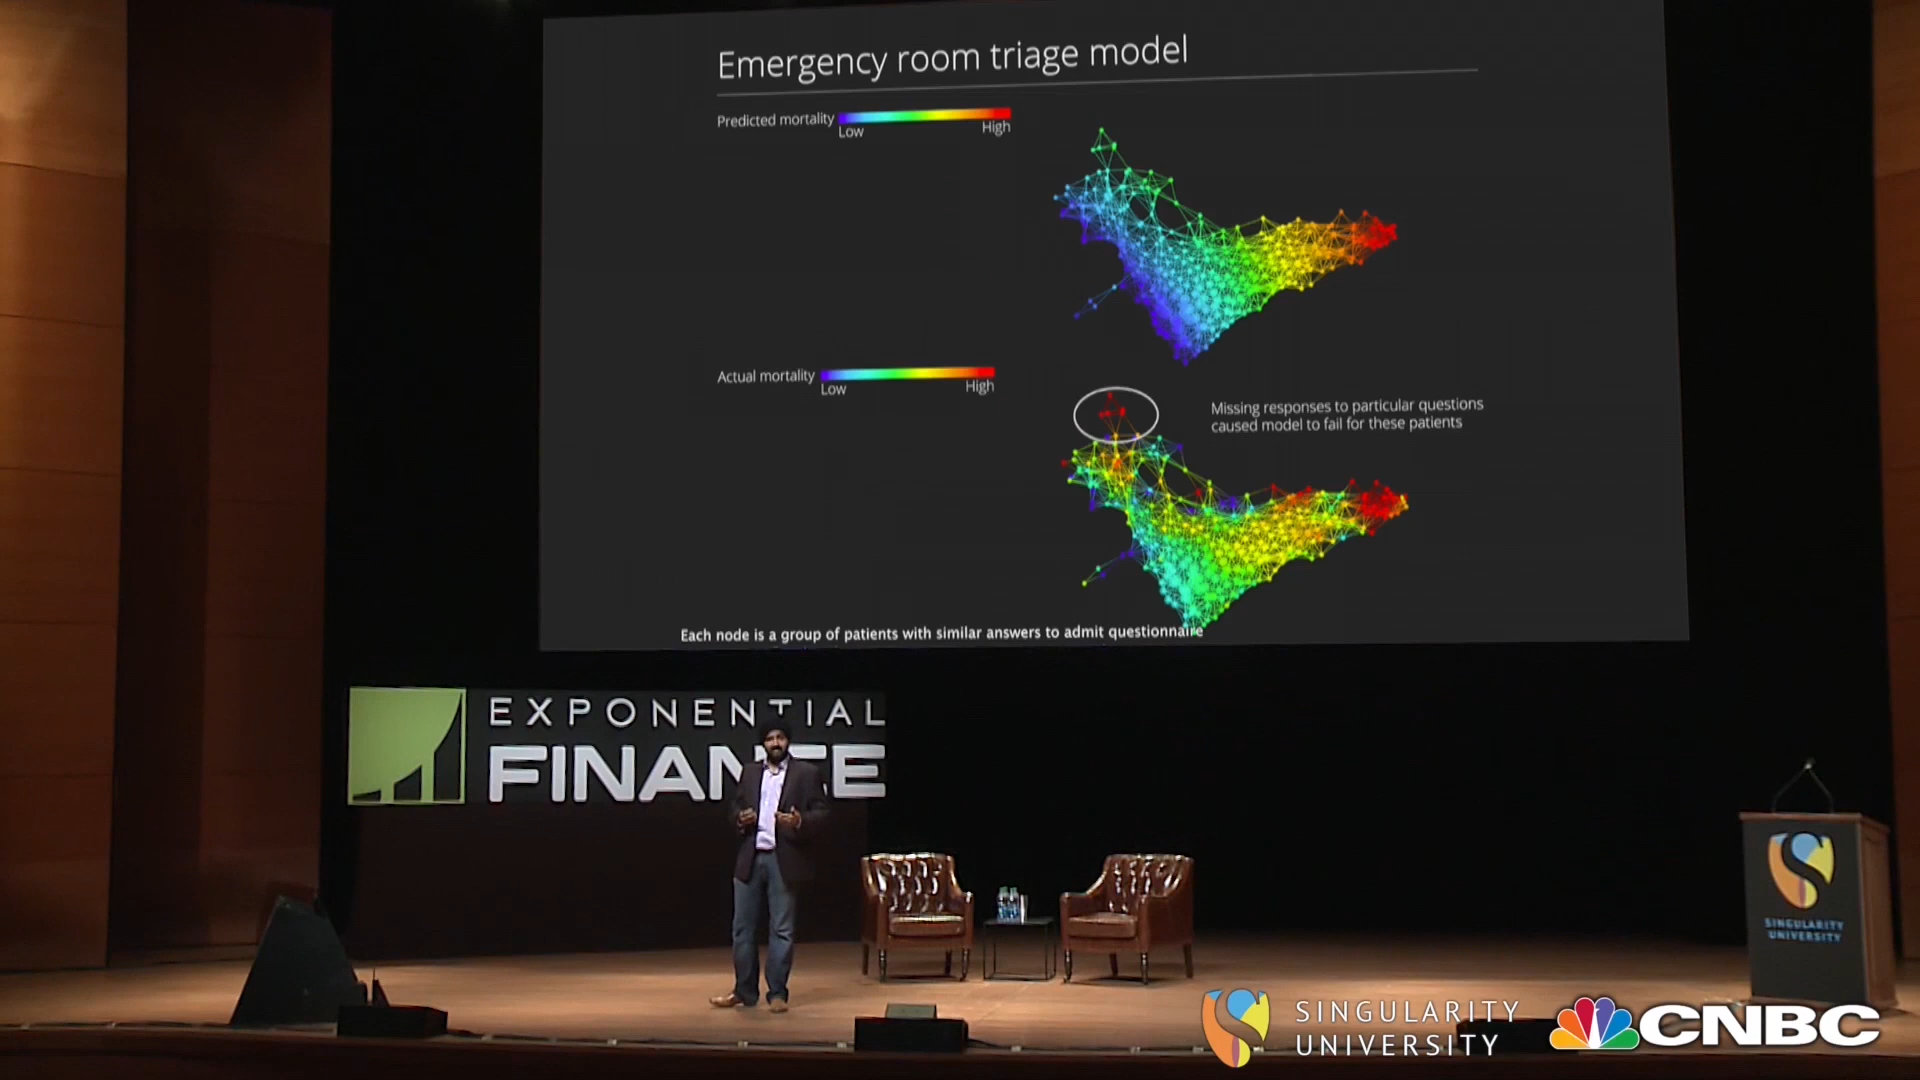 Emergency room triage model
Predicted mortality
Low
High
Actual mortality
Low
High
Missing responses to particular questions
caused model to fail for these patients
Each node is a group of patients with similar answers to admit questionnaire
EXPONENTIAL
FINANCE
SINGULARITY
UNIVERSITY
SINGULARITY
UNIVERSITY
CNBC